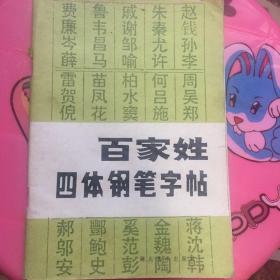 赵钱孙李 周吴郑
朱秦尤许 何吕施
戚谢邹喻 柏水窦
鲁韦昌马 苗凤花
费廉岑薛 雷贺倪
百家姓
四体钢笔字帖
蒋沈韩
金魏陶
奚范彭
酆鲍史
郝邬安